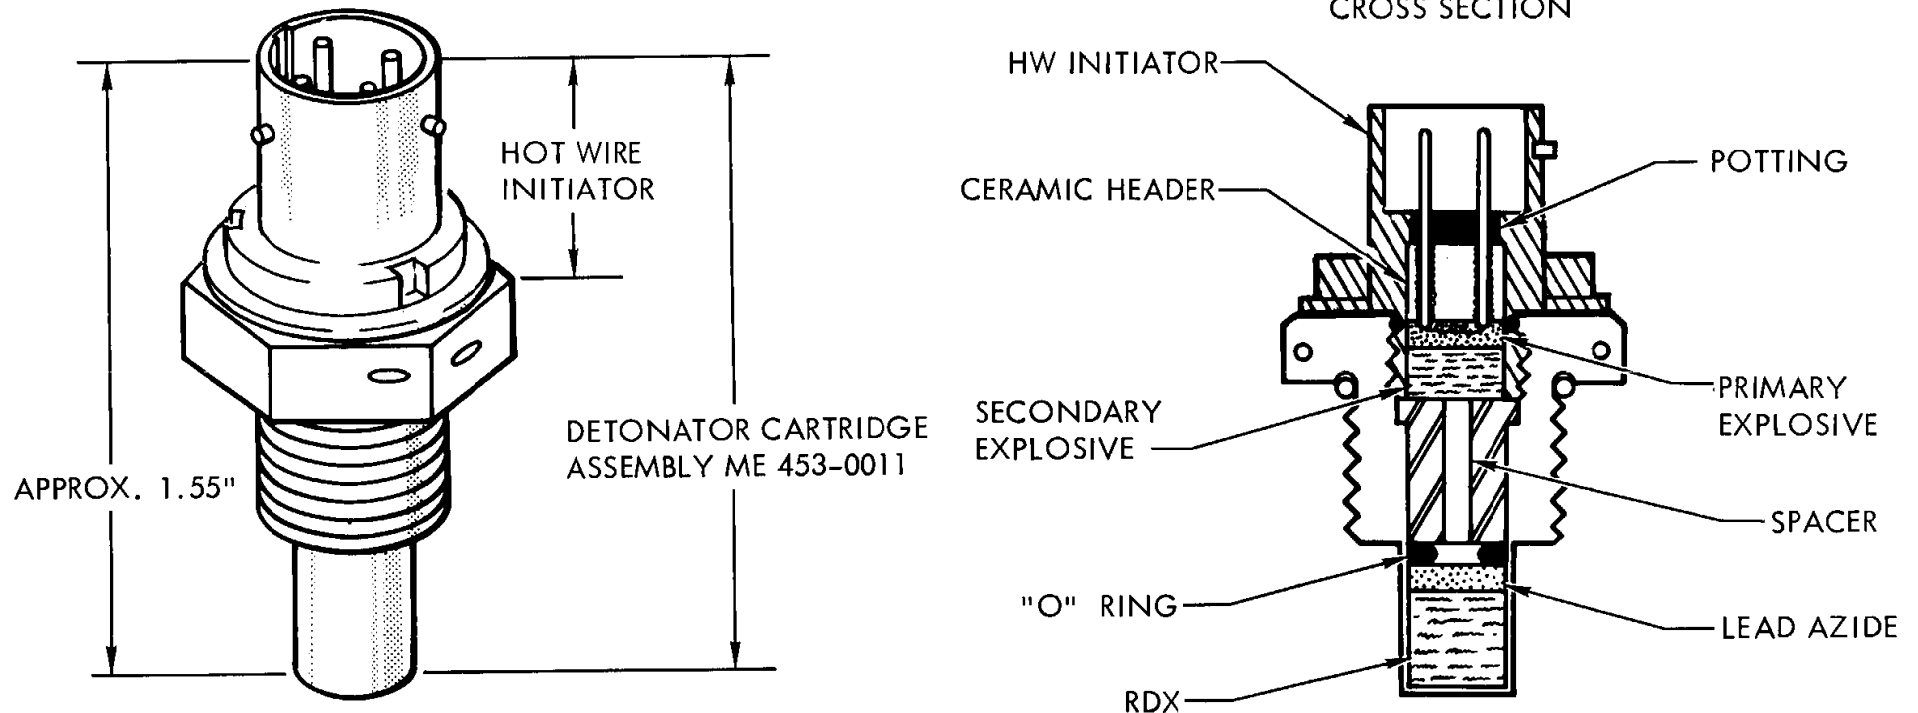 CROSS SECTION
HOT WIRE
INITIATOR
APPROX. 1.55"
DETONATOR CARTRIDGE
ASSEMBLY ME 453-0011
HW INITIATOR
CERAMIC HEADER
POTTING
SECONDARY
EXPLOSIVE
PRIMARY
EXPLOSIVE
SPACER
"O" RING
LEAD AZIDE
RDX